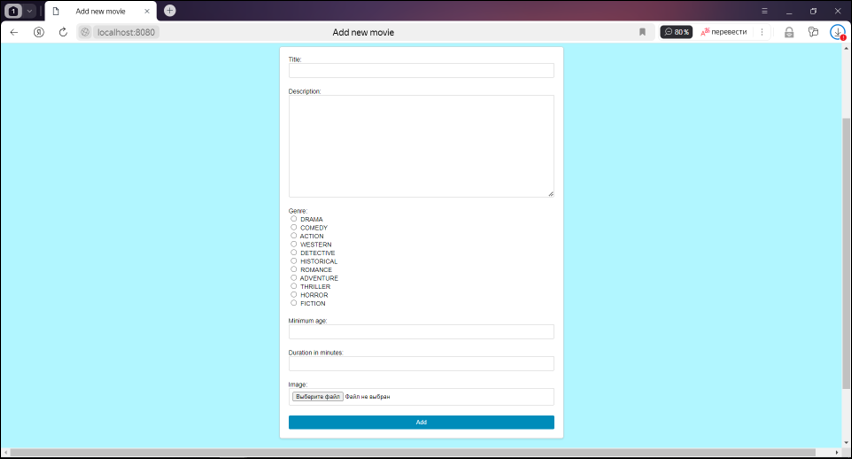 1
Add new movie
localhost:8080
Add new movie
80%
перевести
Title:
Description:
Genre:
DRAMA
COMEDY
ACTION
WESTERN
DETECTIVE
HISTORICAL
ROMANCE
ADVENTURE
THRILLER
HORROR
FICTION
Minimum age:
Duration in minutes:
Image:
Выберите файл Файл не выбран
Add